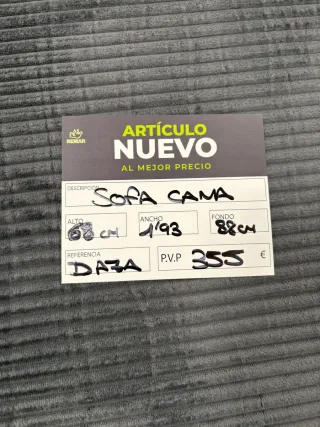 REMAR
ARTÍCULO
NUEVO
AL MEJOR PRECIO
DESCRIPCIÓN SOFA CAMA
ALTO ANCHO FONDO
68 CM 1'93 88 CM
REFERENCIA DAZA P.V.P 355 €